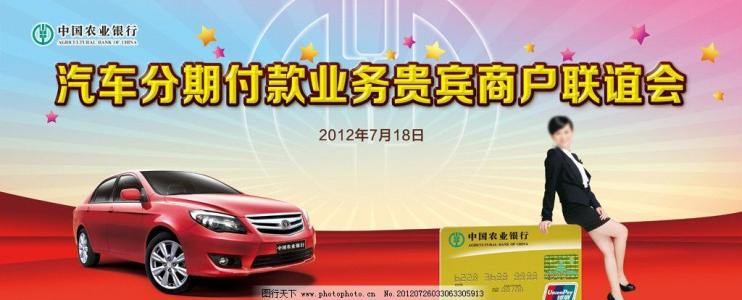 中国农业银行
AGRICULTURAL BANK OF CHINA
汽车分期付款业务贵宾商户联谊会
2012年7月18日
中国农业银行
AGRICULTURAL BANK OF CHINA
UnionPay
银联
图行天下 www.photophoto.cn No.20120726033063305913